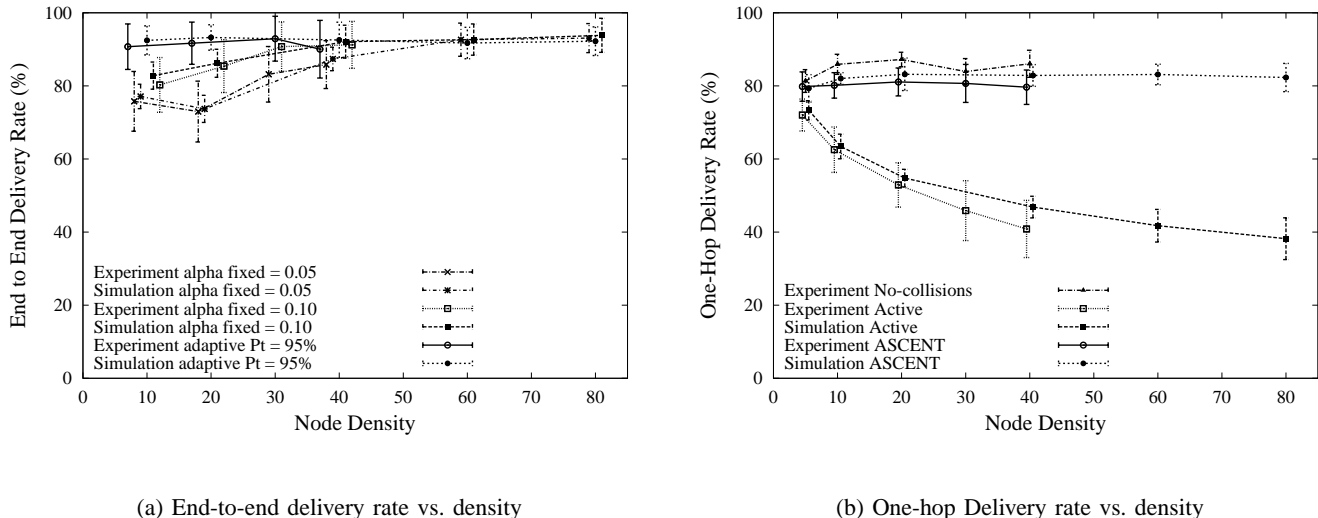 100
80
60
40
20
0
End to End Delivery Rate (%)
Experiment alpha fixed = 0.05
Simulation alpha fixed = 0.05
Experiment alpha fixed = 0.10
Simulation alpha fixed = 0.10
Experiment adaptive Pt = 95%
Simulation adaptive Pt = 95%
0 10 20 30 40 50 60 70 80
Node Density
(a) End-to-end delivery rate vs. density
100
80
60
40
20
0
One-Hop Delivery Rate (%)
Experiment No-collisions
Experiment Active
Simulation Active
Experiment ASCENT
Simulation ASCENT
0 10 20 30 40 50 60 70 80
Node Density
(b) One-hop Delivery rate vs. density